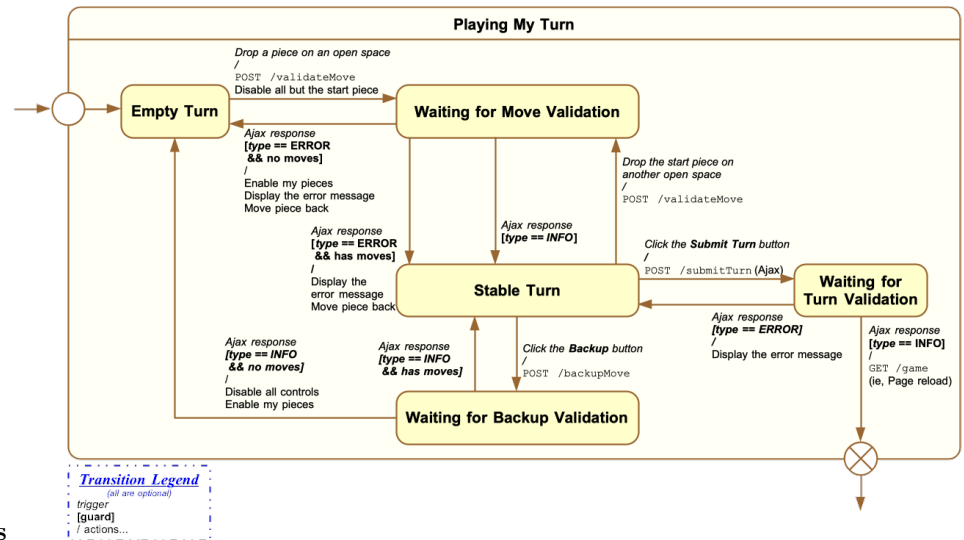 Playing My Turn
Drop a piece on an open space
/
POST /validateMove
Disable all but the start piece
Empty Turn
Waiting for Move Validation
Ajax response
[type == ERROR
&& no moves]
/
Enable my pieces
Display the error message
Move piece back
Drop the start piece on
another open space
/
POST /validateMove
Ajax response
[type == ERROR
&& has moves]
/
Display the
error message
Move piece back
Ajax response
[type == INFO]
Click the Submit Turn button
/
POST /submitTurn (Ajax)
Stable Turn
Waiting for
Turn Validation
Ajax response
[type == ERROR]
/
Display the error message
Ajax response
[type == INFO]
/
GET /game
(ie, Page reload)
Ajax response
[type == INFO
&& no moves]
/
Disable all controls
Enable my pieces
Ajax response
[type == INFO
&& has moves]
Click the Backup button
/
POST /backupMove
Waiting for Backup Validation
Transition Legend
(all are optional)
trigger
[guard]
/ actions...
s